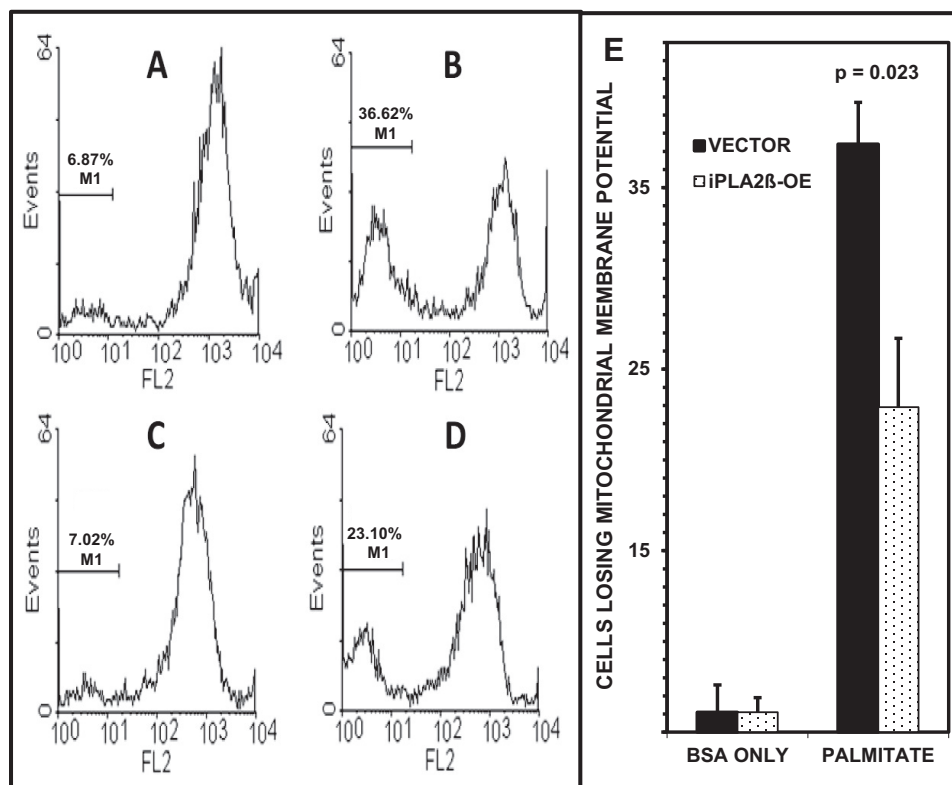 A
64
Events
0
6.87%
M1
10⁰ 10¹ 10² 10³ 10⁴
FL2
B
64
Events
0
36.62%
M1
10⁰ 10¹ 10² 10³ 10⁴
FL2
C
64
Events
0
7.02%
M1
10⁰ 10¹ 10² 10³ 10⁴
FL2
D
64
Events
0
23.10%
M1
10⁰ 10¹ 10² 10³ 10⁴
FL2
E
CELLS LOSING MITOCHONDRIAL MEMBRANE POTENTIAL
p = 0.023
VECTOR
iPLA2ß-OE
35
25
15
BSA ONLY PALMITATE